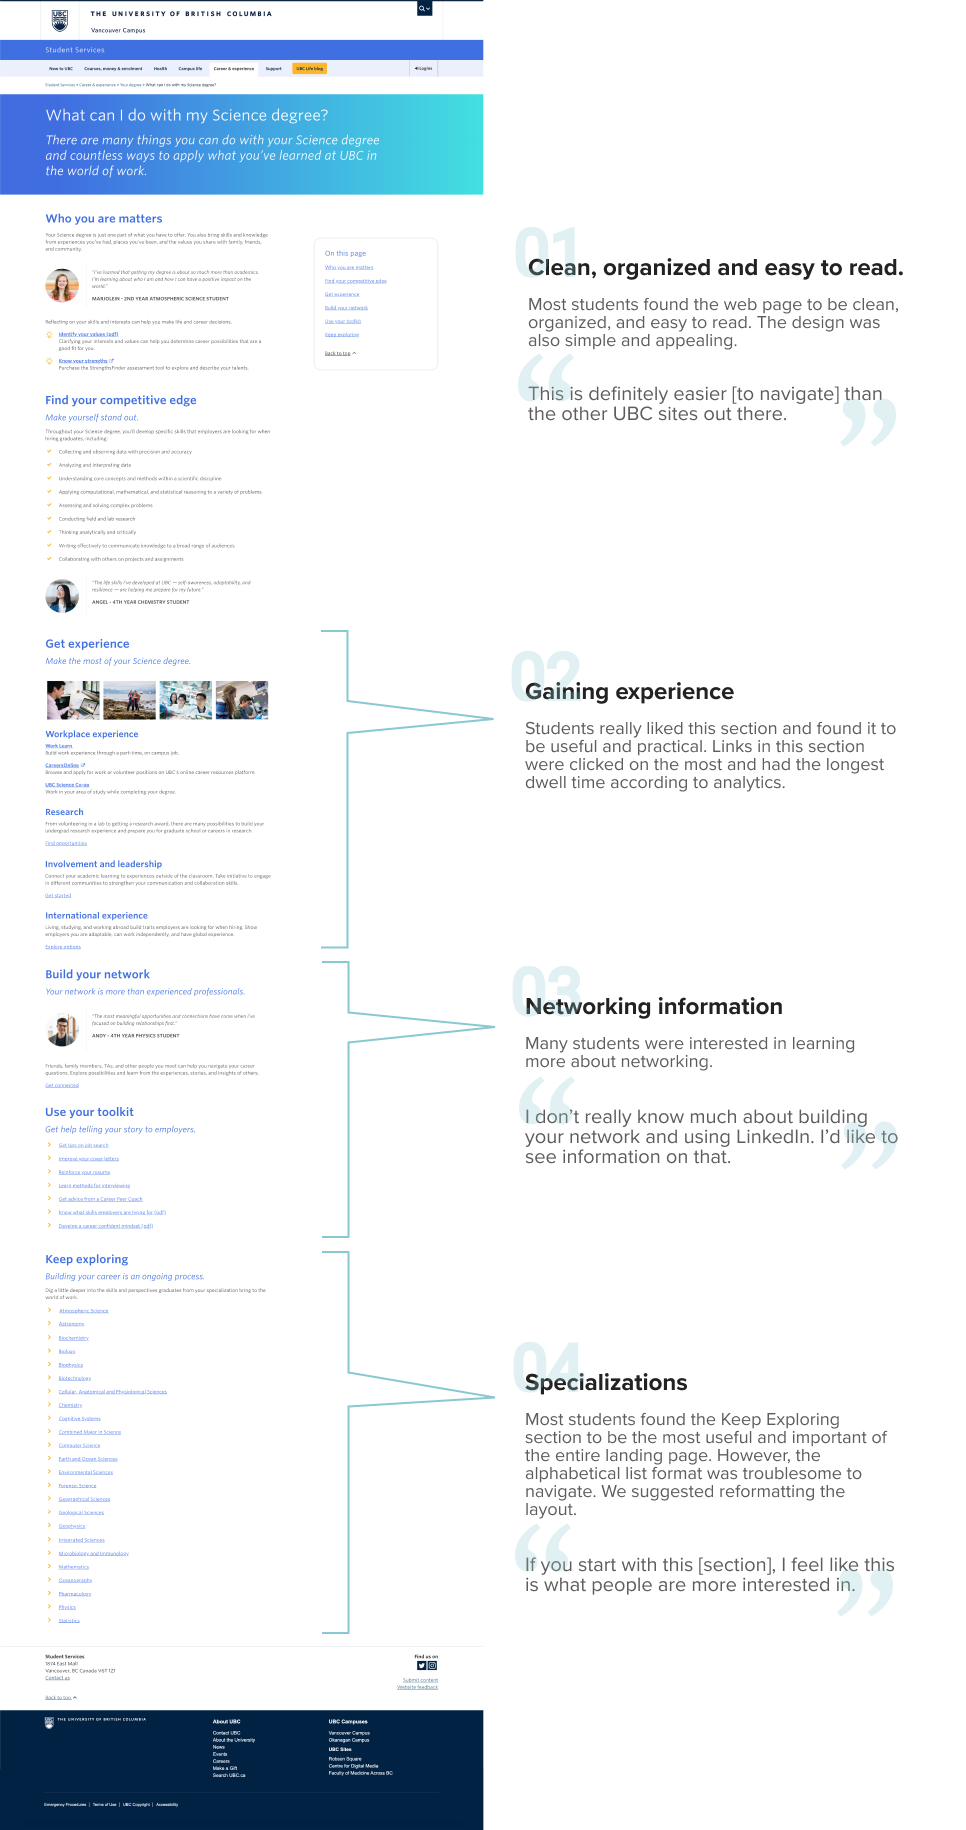 THE UNIVERSITY OF BRITISH COLUMBIA
Vancouver Campus
Student Services
New to UBC
Courses, money & enrolment
Health
Campus life
Career & experience
Support
UBC Life blog
Logins
Student Services » Career & experience » Your degree » What can I do with my Science degree?
What can I do with my Science degree?
There are many things you can do with your Science degree
and countless ways to apply what you've learned at UBC in
the world of work.
Who you are matters
Your Science degree is just one part of what you have to offer. You also bring skills and knowledge
from experiences you've had, places you've been, and the values you share with family, friends,
and community.
"I've learned that getting my degree is about so much more than academics.
I'm learning about who I am and how I can have a positive impact on the
world."
MARJOLEIN - 2ND YEAR ATMOSPHERIC SCIENCE STUDENT
Reflecting on your skills and interests can help you make life and career decisions.
Identify your values (pdf)
Clarifying your interests and values can help you determine career possibilities that are a
good fit for you.
Know your strengths
Purchase the StrengthsFinder assessment tool to explore and describe your talents.
On this page
Who you are matters
Find your competitive edge
Get experience
Build your network
Use your toolkit
Keep exploring
Back to top
Find your competitive edge
Make yourself stand out.
Throughout your Science degree, you'll develop specific skills that employers are looking for when
hiring graduates, including:
Collecting and observing data with precision and accuracy
Analyzing and interpreting data
Understanding core concepts and methods within a scientific discipline
Applying computational, mathematical, and statistical reasoning to a variety of problems
Assessing and solving complex problems
Conducting field and lab research
Thinking analytically and critically
Writing effectively to communicate knowledge to a broad range of audiences
Collaborating with others on projects and assignments
"The life skills I've developed at UBC — self-awareness, adaptability, and
resilience — are helping me prepare for my future."
ANGEL - 4TH YEAR CHEMISTRY STUDENT
Get experience
Make the most of your Science degree.
Workplace experience
Work Learn
Build work experience through a part-time, on campus job.
CareersOnline
Browse and apply for work or volunteer positions on UBC's online career resources platform.
UBC Science Co-op
Work in your area of study while completing your degree.
Research
From volunteering in a lab to getting a research award, there are many possibilities to build your
undergrad research experience and prepare you for graduate school or careers in research
Find opportunities
Involvement and leadership
Connect your academic learning to experiences outside of the classroom. Take initiative to engage
in different communities to strengthen your communication and collaboration skills.
Get started
International experience
Living, studying, and working abroad build traits employers are looking for when hiring. Show
employers you are adaptable, can work independently, and have global experience.
Explore options
Build your network
Your network is more than experienced professionals.
"The most meaningful opportunities and connections have come when I've
focused on building relationships first."
ANDY - 4TH YEAR PHYSICS STUDENT
Friends, family members, TAs, and other people you meet can help you navigate your career
questions. Explore possibilities and learn from the experiences, stories, and insights of others.
Get connected
Use your toolkit
Get help telling your story to employers.
Get tips on job search
Improve your cover letters
Reinforce your resume
Learn methods for interviewing
Get advice from a Career Peer Coach
Know what skills employers are hiring for (pdf)
Develop a career confident mindset (pdf)
Keep exploring
Building your career is an ongoing process.
Dig a little deeper into the skills and perspectives graduates from your specialization bring to the
world of work.
Atmospheric Science
Astronomy
Biochemistry
Biology
Biophysics
Biotechnology
Cellular, Anatomical and Physiological Sciences
Chemistry
Cognitive Systems
Combined Major in Science
Computer Science
Earth and Ocean Sciences
Environmental Sciences
Forensic Science
Geographical Sciences
Geological Sciences
Geophysics
Integrated Sciences
Microbiology and Immunology
Mathematics
Oceanography
Pharmacology
Physics
Statistics
Student Services
1874 East Mall
Vancouver, BC Canada V6T 1Z1
Contact us
Back to top
Find us on
Submit content
Website feedback
THE UNIVERSITY OF BRITISH COLUMBIA
About UBC
Contact UBC
About the University
News
Events
Careers
Make a Gift
Search UBC.ca
UBC Campuses
Vancouver Campus
Okanagan Campus
UBC Sites
Robson Square
Centre for Digital Media
Faculty of Medicine Across BC
Emergency Procedures | Terms of Use | UBC Copyright | Accessibility
01
Clean, organized and easy to read.
Most students found the web page to be clean,
organized, and easy to read. The design was
also simple and appealing.
“
This is definitely easier [to navigate] than
the other UBC sites out there.
”
02
Gaining experience
Students really liked this section and found it to
be useful and practical. Links in this section
were clicked on the most and had the longest
dwell time according to analytics.
03
Networking information
Many students were interested in learning
more about networking.
“
I don't really know much about building
your network and using LinkedIn. I'd like to
see information on that.
”
04
Specializations
Most students found the Keep Exploring
section to be the most useful and important of
the entire landing page. However, the
alphabetical list format was troublesome to
navigate. We suggested reformatting the
layout.
“
If you start with this [section], I feel like this
is what people are more interested in.
”